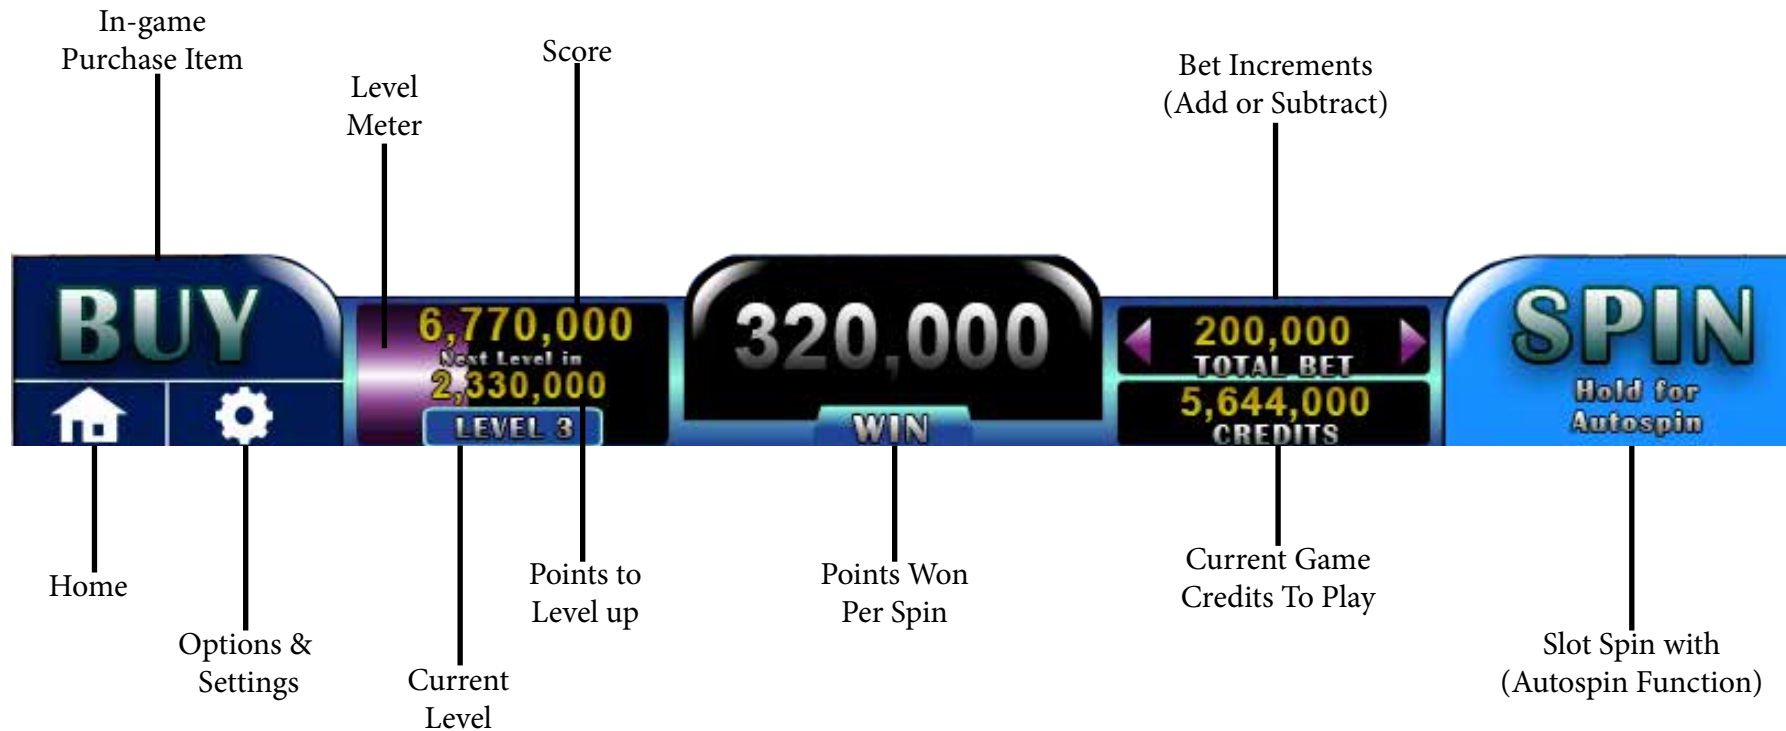 In-game
Purchase Item
Level
Meter
Score
Bet Increments
(Add or Subtract)
BUY
6,770,000
Next Level in
2,330,000
LEVEL 3
320,000
WIN
200,000
TOTAL BET
5,644,000
CREDITS
SPIN
Hold for
Autospin
Home
Options &
Settings
Current
Level
Points to
Level up
Points Won
Per Spin
Current Game
Credits To Play
Slot Spin with
(Autospin Function)